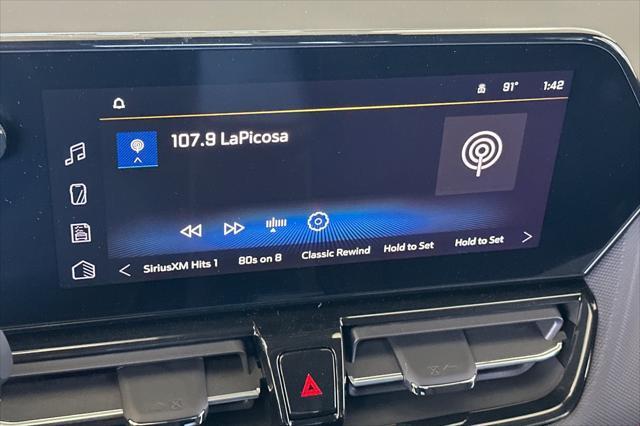 91° 1:42
107.9 LaPicosa
SiriusXM Hits 1 80s on 8 Classic Rewind Hold to Set Hold to Set